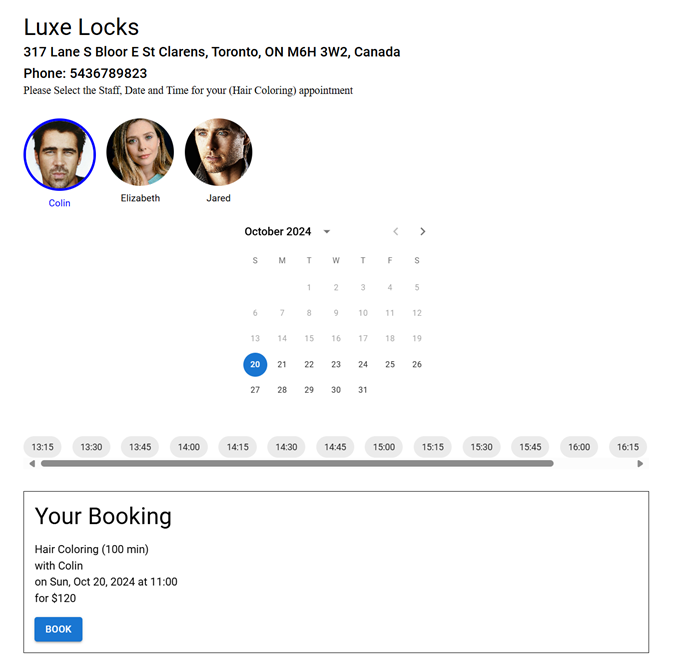 Luxe Locks
317 Lane S Bloor E St Clarens, Toronto, ON M6H 3W2, Canada
Phone: 5436789823
Please Select the Staff, Date and Time for your (Hair Coloring) appointment
Colin Elizabeth Jared
October 2024
S M T W T F S
1 2 3 4 5
6 7 8 9 10 11 12
13 14 15 16 17 18 19
20 21 22 23 24 25 26
27 28 29 30 31
13:15 13:30 13:45 14:00 14:15 14:30 14:45 15:00 15:15 15:30 15:45 16:00 16:15
Your Booking
Hair Coloring (100 min)
with Colin
on Sun, Oct 20, 2024 at 11:00
for $120
BOOK